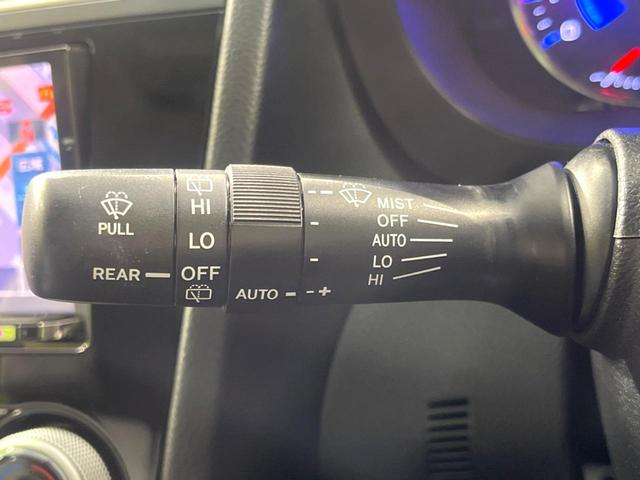 PULL
REAR
HI
LO
OFF
AUTO
- +
MIST
OFF
AUTO
LO
HI